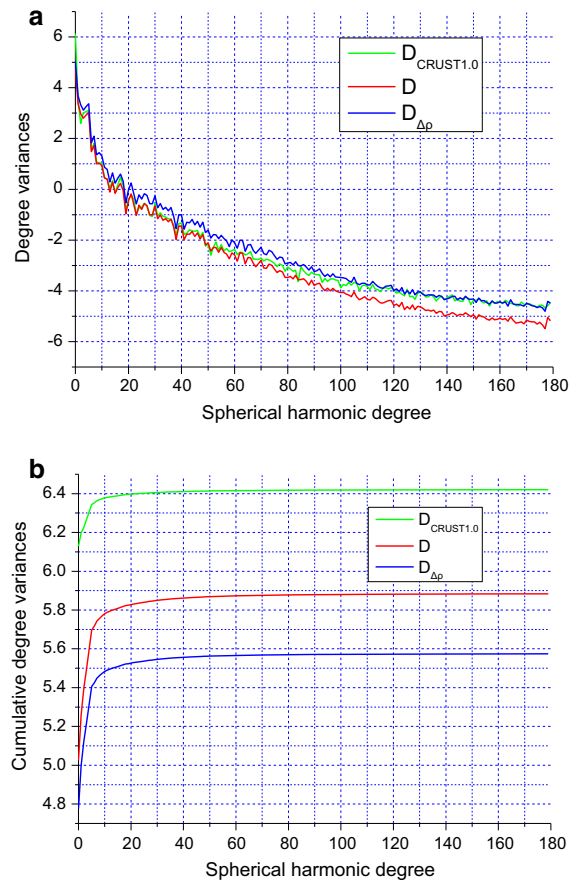 a
Degree variances
6
4
2
0
-2
-4
-6
D_CRUST1.0
D
D_Δρ
0 20 40 60 80 100 120 140 160 180
Spherical harmonic degree
b
Cumulative degree variances
6.4
6.2
6.0
5.8
5.6
5.4
5.2
5.0
4.8
D_CRUST1.0
D
D_Δρ
0 20 40 60 80 100 120 140 160 180
Spherical harmonic degree